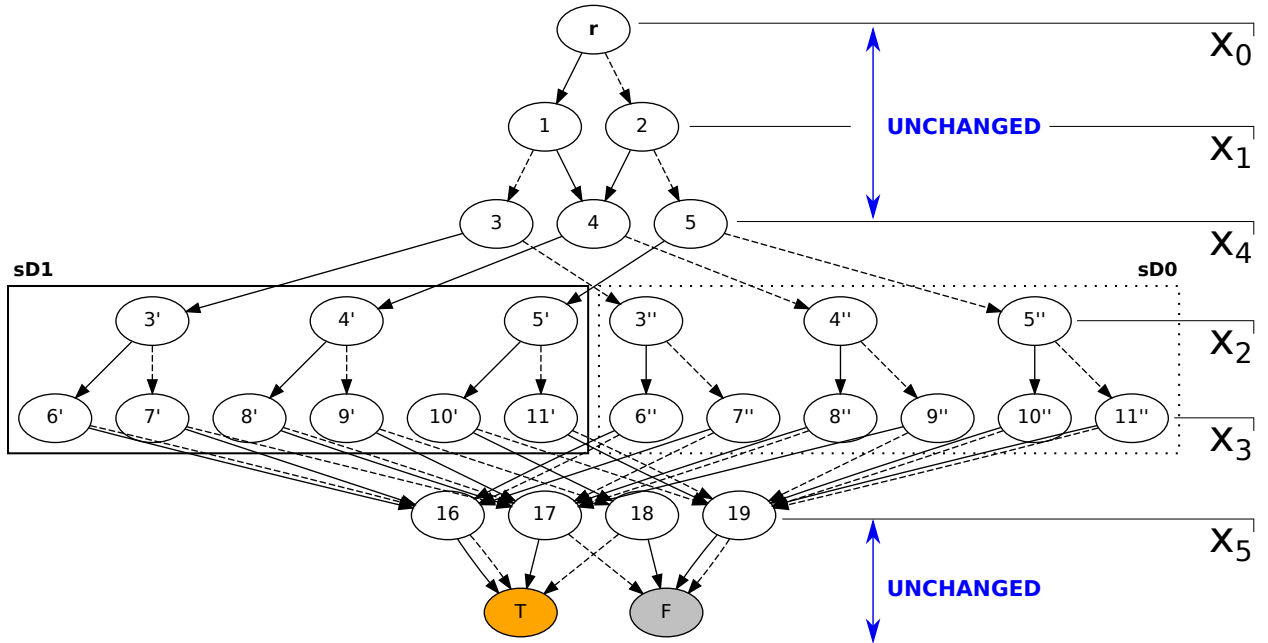 r
X0
1 2 UNCHANGED
X1
3 4 5
X4
sD1 sD0
3' 4' 5' 3'' 4'' 5''
X2
6' 7' 8' 9' 10' 11' 6'' 7'' 8'' 9'' 10'' 11''
X3
16 17 18 19
X5
UNCHANGED
T F